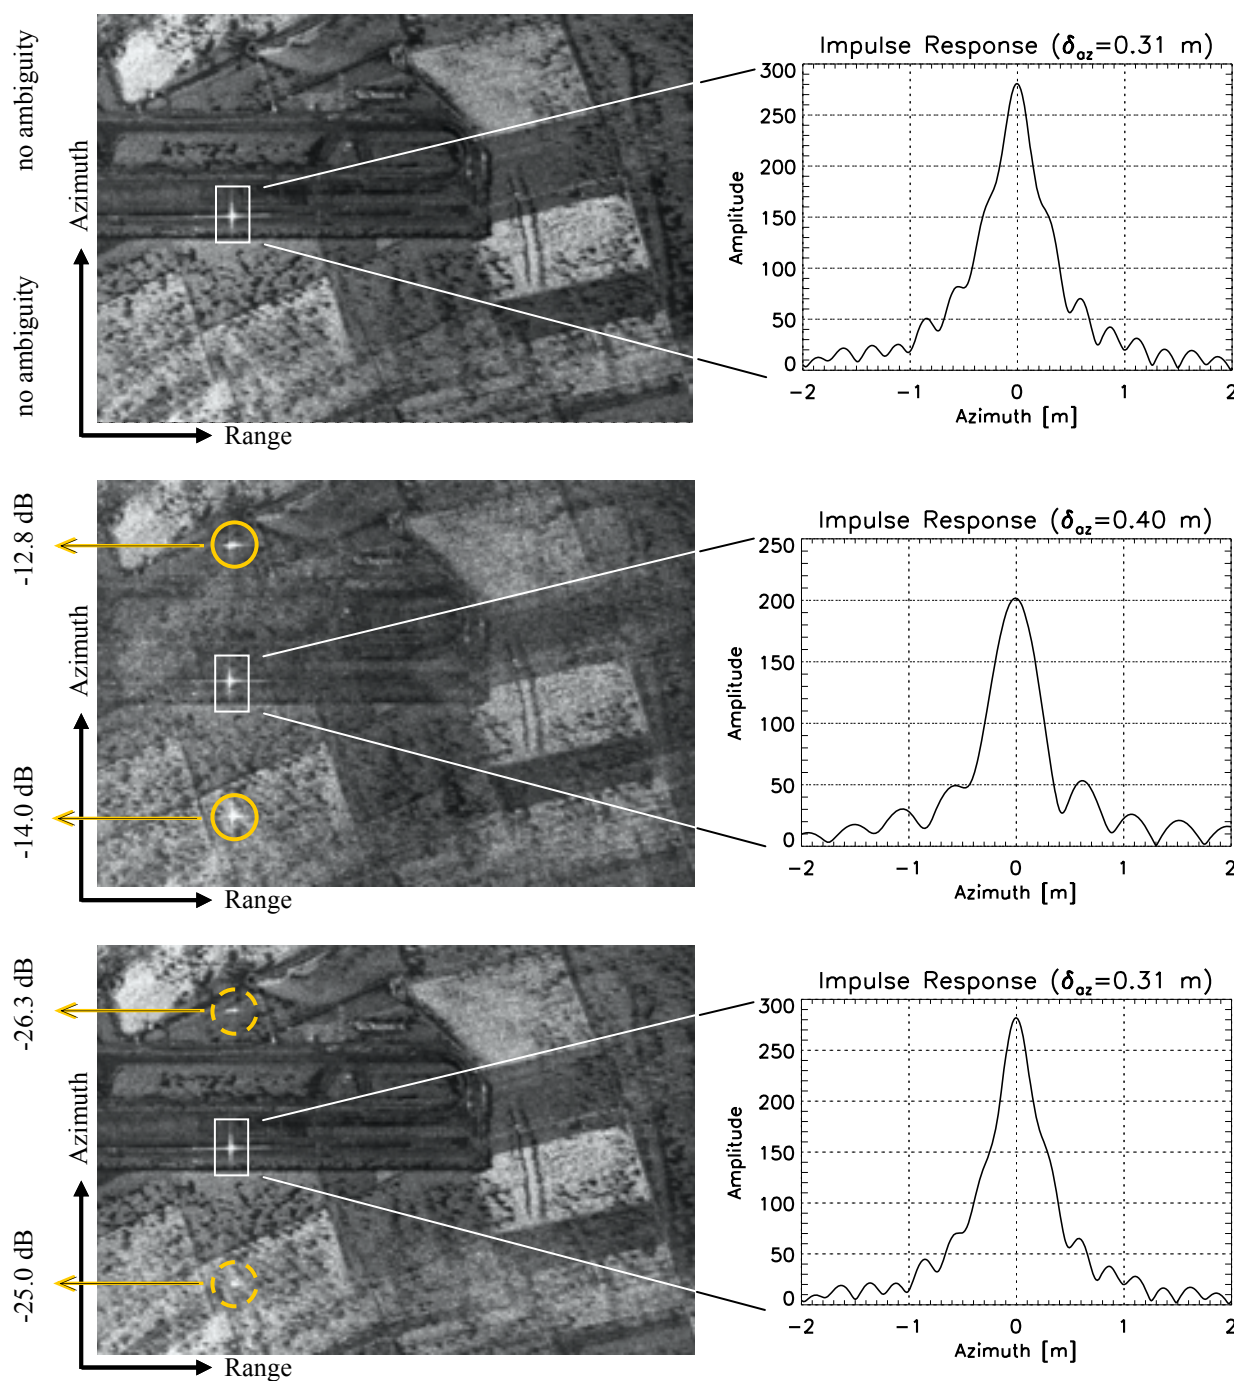 no ambiguity
no ambiguity
Azimuth
Range
Impulse Response (δaz=0.31 m)
Amplitude
300
250
200
150
100
50
0
-2 -1 0 1 2
Azimuth [m]
-12.8 dB
-14.0 dB
Azimuth
Range
Impulse Response (δaz=0.40 m)
Amplitude
250
200
150
100
50
0
-2 -1 0 1 2
Azimuth [m]
-26.3 dB
-25.0 dB
Azimuth
Range
Impulse Response (δaz=0.31 m)
Amplitude
300
250
200
150
100
50
0
-2 -1 0 1 2
Azimuth [m]